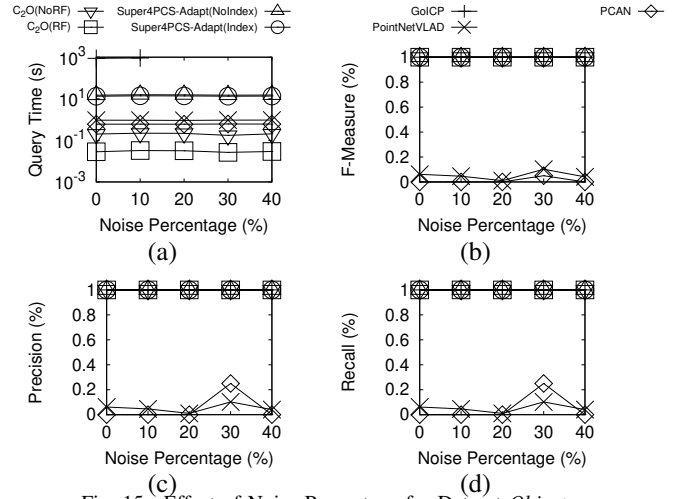 C₂O(NoRF) Super4PCS-Adapt(NoIndex) GoICP PCAN
C₂O(RF) Super4PCS-Adapt(Index) PointNetVLAD
10³
10¹
10⁻¹
10⁻³
Query Time (s)
0 10 20 30 40
Noise Percentage (%)
(a)
1
0.8
0.6
0.4
0.2
0
F-Measure (%)
0 10 20 30 40
Noise Percentage (%)
(b)
1
0.8
0.6
0.4
0.2
0
Precision (%)
0 10 20 30 40
Noise Percentage (%)
(c)
1
0.8
0.6
0.4
0.2
0
Recall (%)
0 10 20 30 40
Noise Percentage (%)
(d)
Fig. 15. Effect of Noise Percentage for Dataset Object